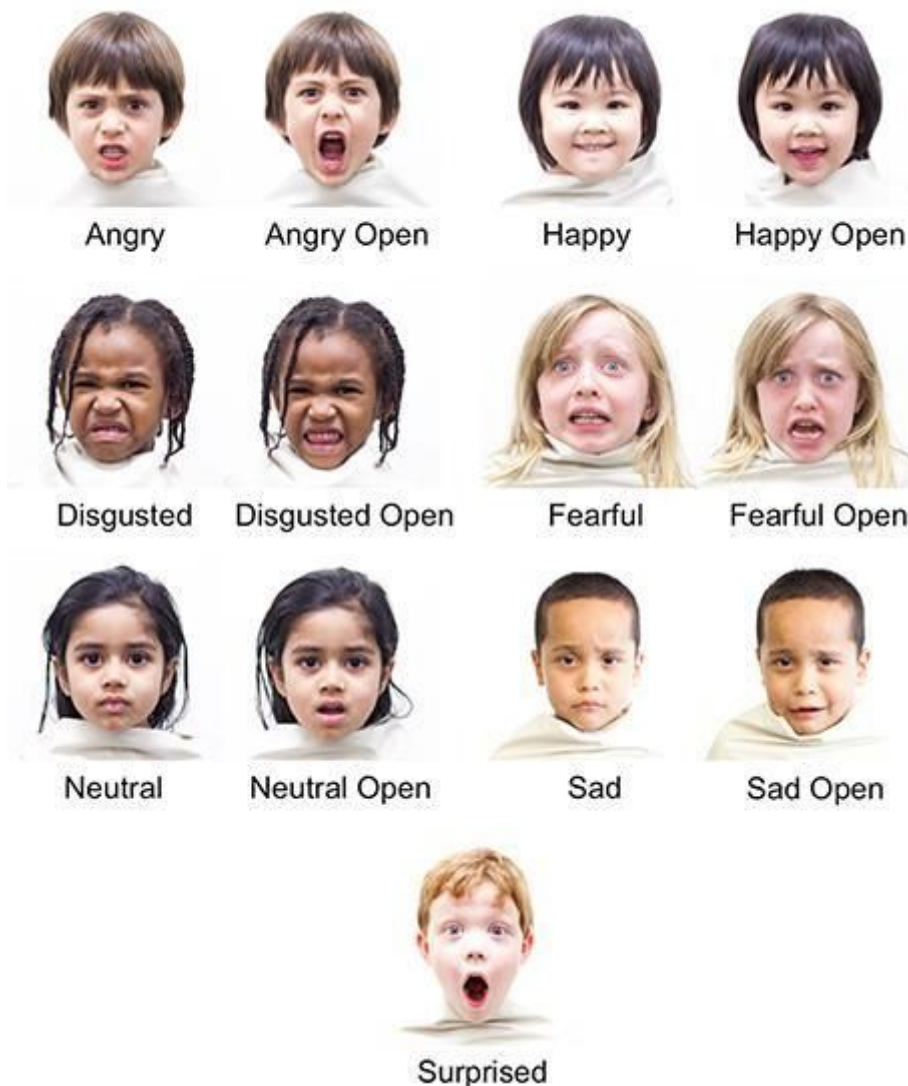 Angry Angry Open Happy Happy Open
Disgusted Disgusted Open Fearful Fearful Open
Neutral Neutral Open Sad Sad Open
Surprised